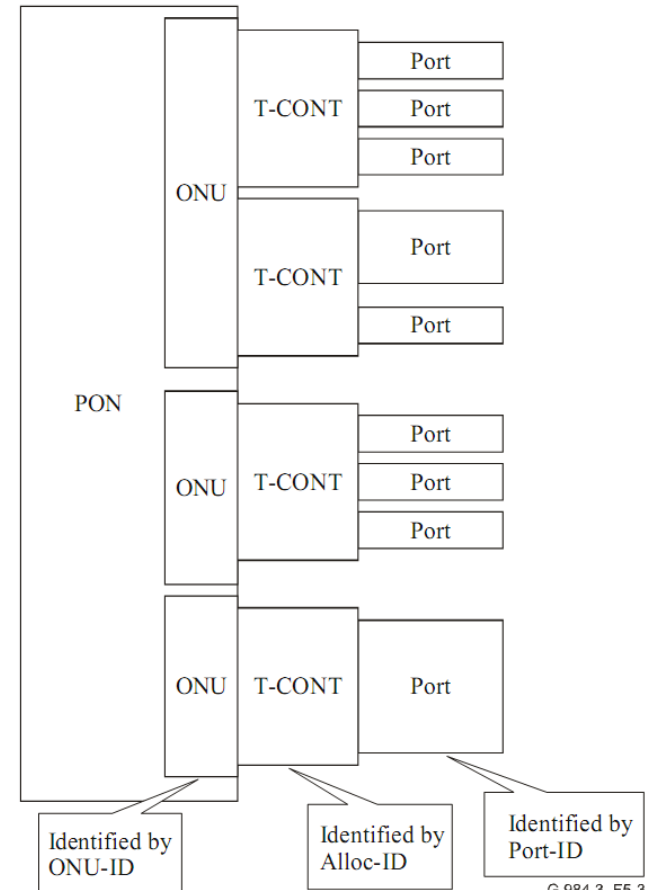 Port
T-CONT
Port
Port
ONU
Port
T-CONT
Port
PON
Port
ONU
T-CONT
Port
Port
ONU
T-CONT
Port
Identified by
ONU-ID
Identified by
Alloc-ID
Identified by
Port-ID